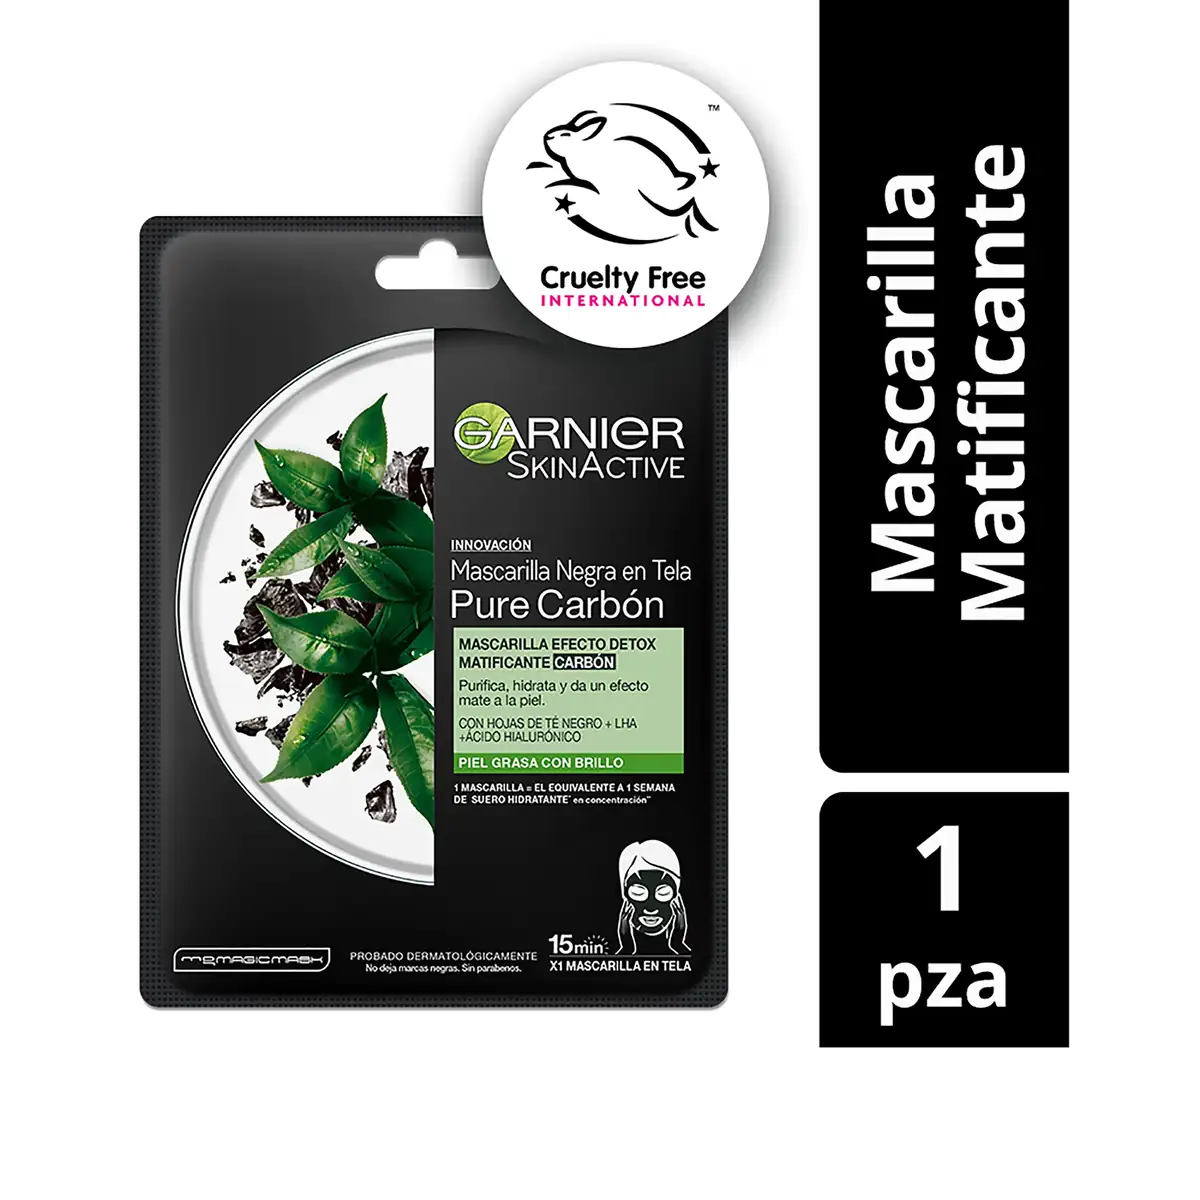 TM
Cruelty Free
INTERNATIONAL
GARNIER
SKINACTIVE
INNOVACIÓN
Mascarilla Negra en Tela
Pure Carbón
MASCARILLA EFECTO DETOX
MATIFICANTE CARBÓN
Purifica, hidrata y da un efecto
mate a la piel.
CON HOJAS DE TÉ NEGRO + LHA
+ÁCIDO HIALURÓNICO
PIEL GRASA CON BRILLO
1 MASCARILLA = EL EQUIVALENTE A 1 SEMANA
DE SUERO HIDRATANTE* en concentración**
MAGICMASK
PROBADO DERMATOLÓGICAMENTE
No deja marcas negras. Sin parabenos.
15min
X1 MASCARILLA EN TELA
Mascarilla
Matificante
1
pza